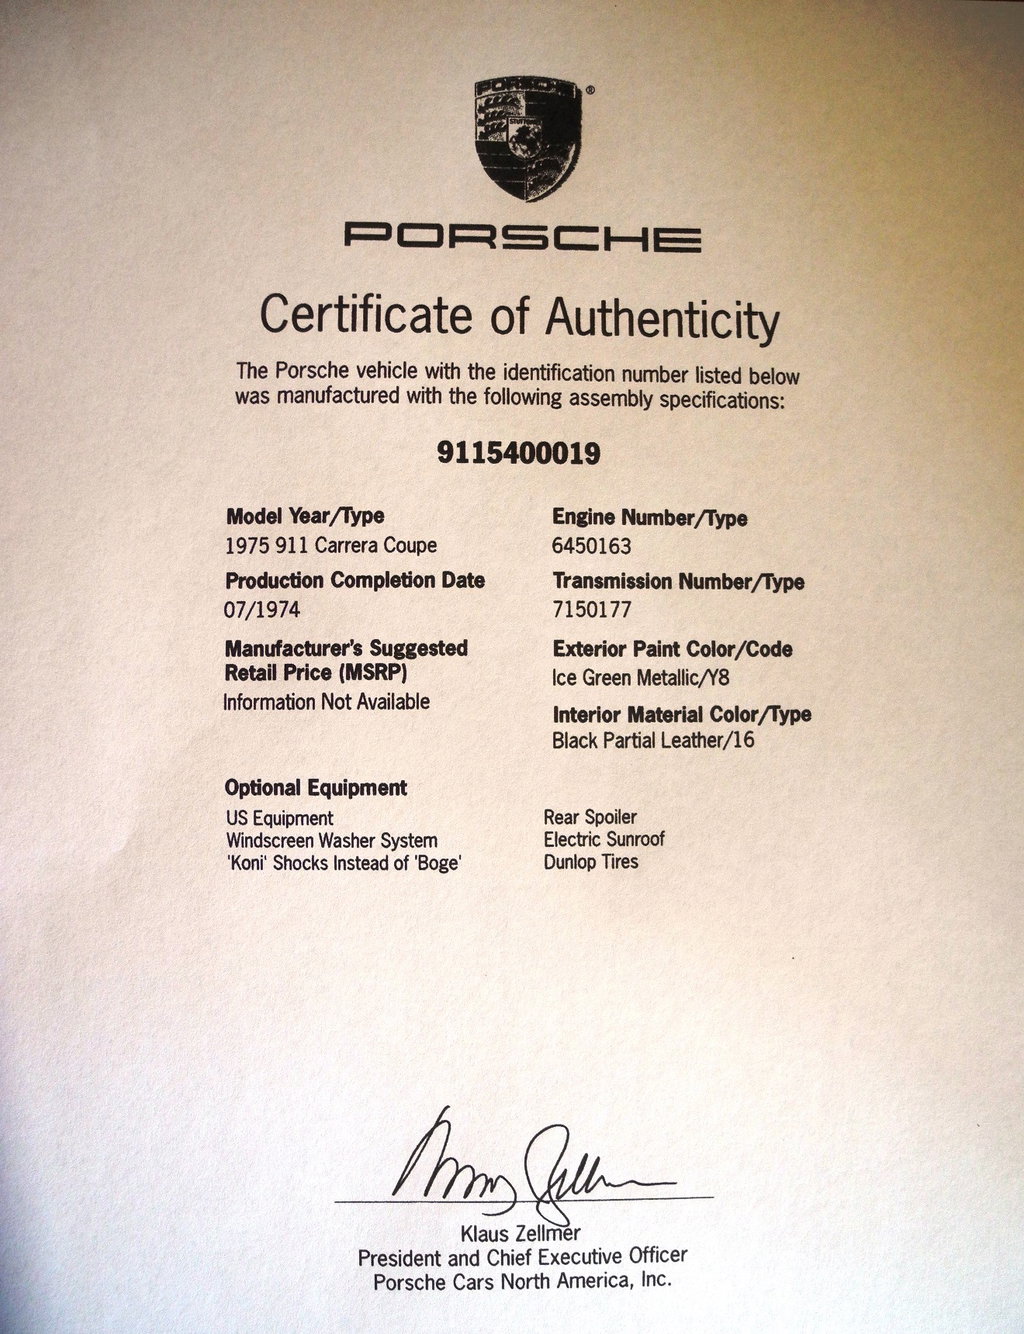 PORSCHE
STUTTGART
®
PORSCHE
Certificate of Authenticity
The Porsche vehicle with the identification number listed below
was manufactured with the following assembly specifications:
9115400019
Model Year/Type
1975 911 Carrera Coupe
Production Completion Date
07/1974
Manufacturer's Suggested
Retail Price (MSRP)
Information Not Available
Engine Number/Type
6450163
Transmission Number/Type
7150177
Exterior Paint Color/Code
Ice Green Metallic/Y8
Interior Material Color/Type
Black Partial Leather/16
Optional Equipment
US Equipment
Windscreen Washer System
'Koni' Shocks Instead of 'Boge'
Rear Spoiler
Electric Sunroof
Dunlop Tires
Klaus Zellmer
President and Chief Executive Officer
Porsche Cars North America, Inc.